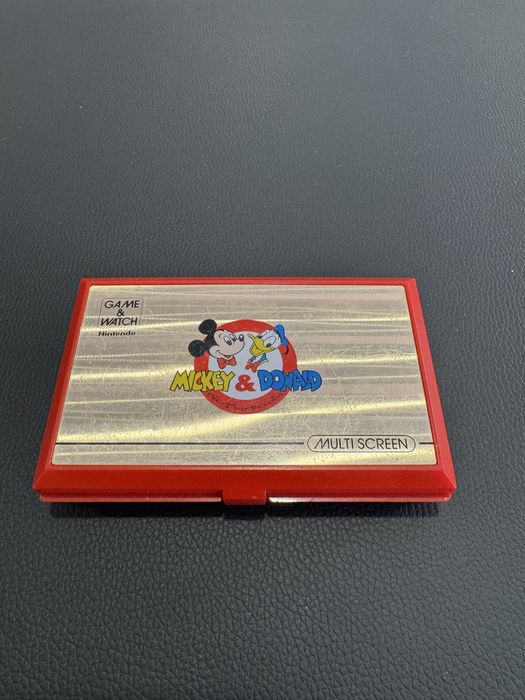 GAME
&
WATCH
Nintendo
MICKEY & DONALD
MULTI SCREEN